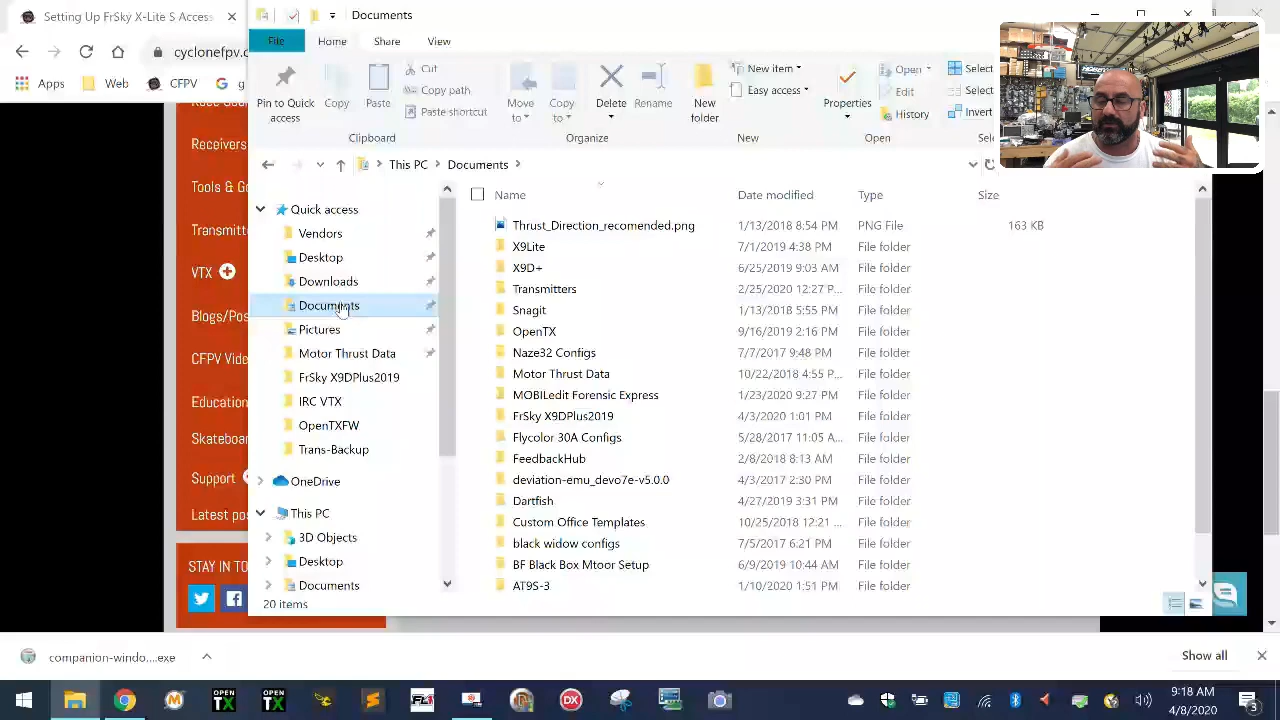 Setting Up FrSky X-Lite S Acces
Documents
File
Home
Share
View
cyclonefpv.c
Apps
Web
CFPV
Pin to Quick access
Copy
Paste
Cut
Copy path
Paste shortcut
Move to
Copy to
Delete
Rename
New folder
New item
Easy access
Properties
Open
Edit
History
Select
Select
Invert
Clipboard
Organize
New
Open
Sel
This PC
Documents
Name
Date modified
Type
Size
Quick access
Vendors
Desktop
Downloads
Documents
Pictures
Motor Thrust Data
FrSky X9DPlus2019
IRC VTX
OpenTXFW
Trans-Backup
OneDrive
This PC
3D Objects
Desktop
Documents
Thrust_Direction_recomended.png 1/13/2018 8:54 PM PNG File 163 KB
X9Lite 7/1/2019 4:38 PM File folder
X9D+ 6/25/2019 9:03 AM File folder
Transmitters 2/25/2020 12:27 P... File folder
Snagit 1/13/2018 5:55 PM File folder
OpenTX 9/16/2019 2:16 PM File folder
Naze32 Configs 7/7/2017 9:48 PM File folder
Motor Thrust Data 10/22/2018 4:55 P... File folder
MOBILedit Forensic Express 1/23/2020 9:27 PM File folder
FrSky X9DPlus2019 4/3/2020 1:01 PM File folder
Flycolor 30A Configs 5/28/2017 11:05 A... File folder
FeedbackHub 2/8/2018 8:13 AM File folder
deviation-emu_devo7e-v5.0.0 4/3/2017 2:30 PM File folder
Dartfish 4/27/2019 3:31 PM File folder
Custom Office Templates 10/25/2018 12:21 ... File folder
black widow configs 7/5/2017 6:21 PM File folder
BF Black Box Mtoor Setup 6/9/2019 10:44 AM File folder
AT9S-3 1/10/2020 1:51 PM File folder
20 items
Receivers
Tools & Ge
Transmitt
VTX
Blogs/Pos
CFPV Vide
Education
Skateboar
Support
Latest pos
STAY IN TO
companion-windo....exe
Show all
OPEN TX
OPEN TX
9:18 AM
4/8/2020
3